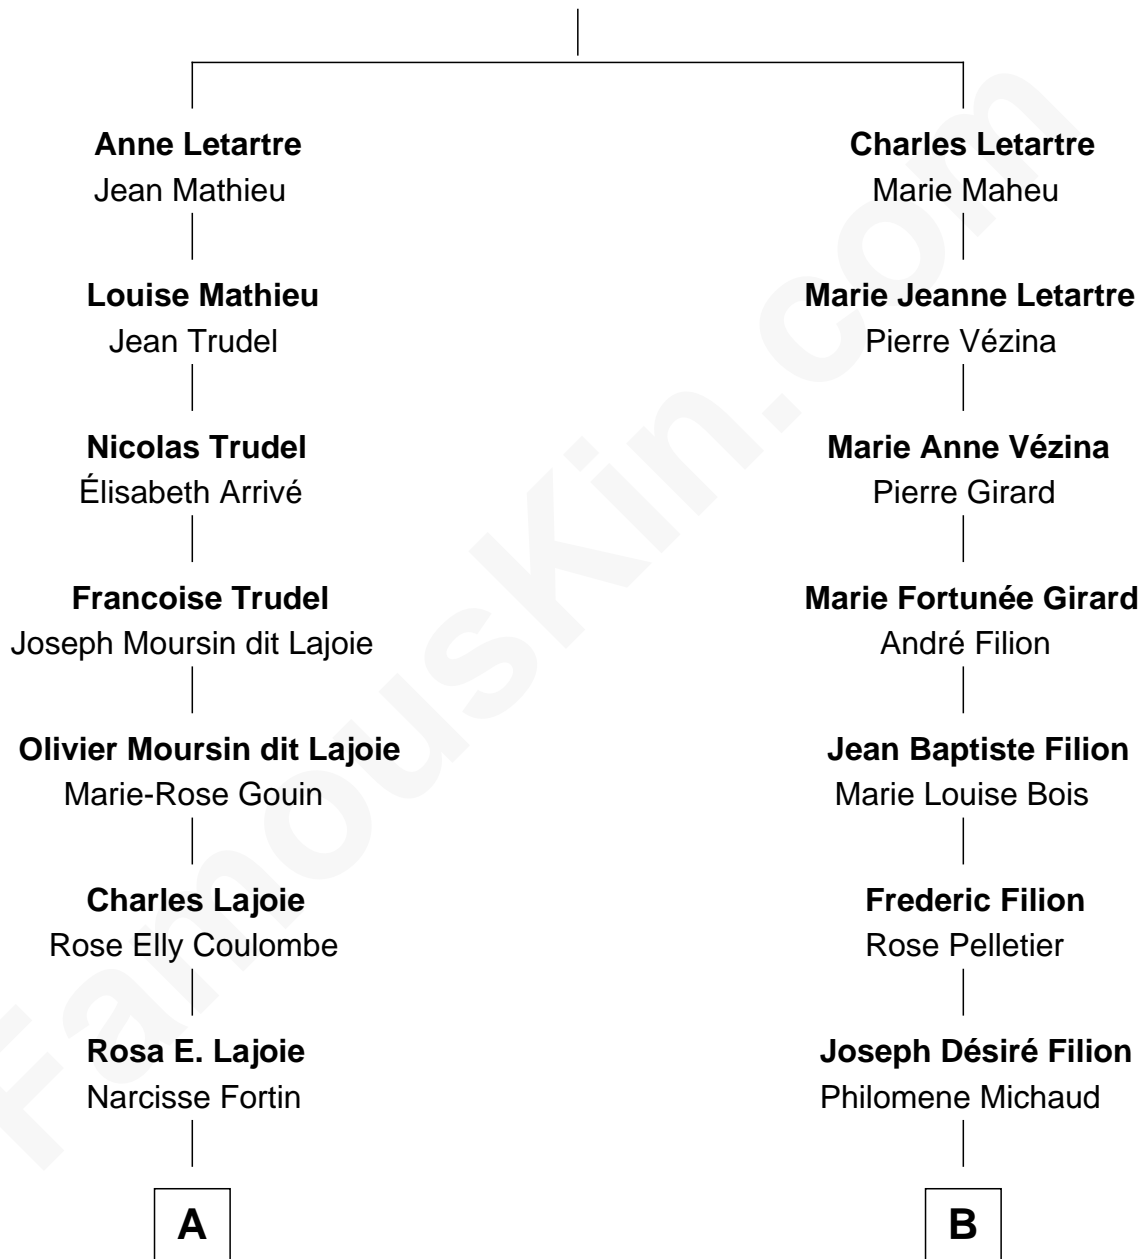 Anne Letartre
Jean Mathieu
Louise Mathieu
Jean Trudel
Nicolas Trudel
Élisabeth Arrivé
Francoise Trudel
Joseph Moursin dit Lajoie
Olivier Moursin dit Lajoie
Marie-Rose Gouin
Charles Lajoie
Rose Elly Coulombe
Rosa E. Lajoie
Narcisse Fortin
A
Charles Letartre
Marie Maheu
Marie Jeanne Letartre
Pierre Vézina
Marie Anne Vézina
Pierre Girard
Marie Fortunée Girard
André Filion
Jean Baptiste Filion
Marie Louise Bois
Frederic Filion
Rose Pelletier
Joseph Désiré Filion
Philomene Michaud
B
FamousKin.com